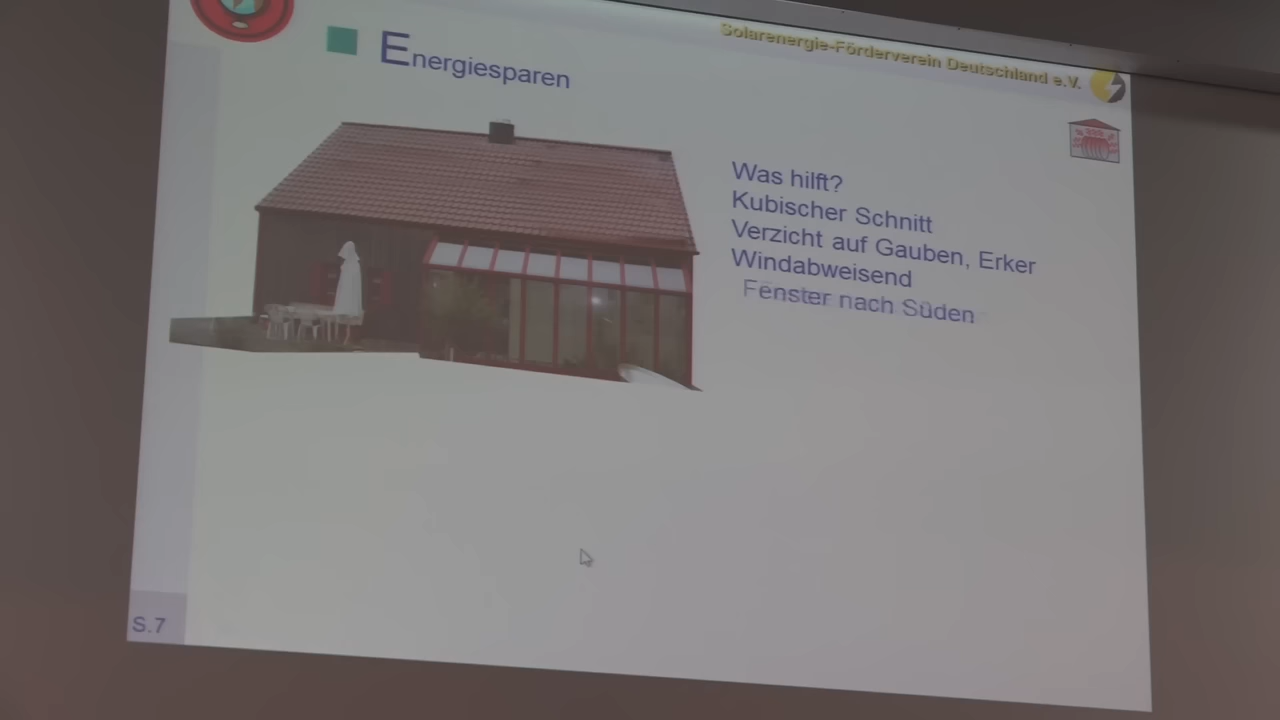 Solarenergie-Förderverein Deutschland e.V.
Energiesparen
Was hilft?
Kubischer Schnitt
Verzicht auf Gauben, Erker
Windabweisend
Fenster nach Süden
S.7